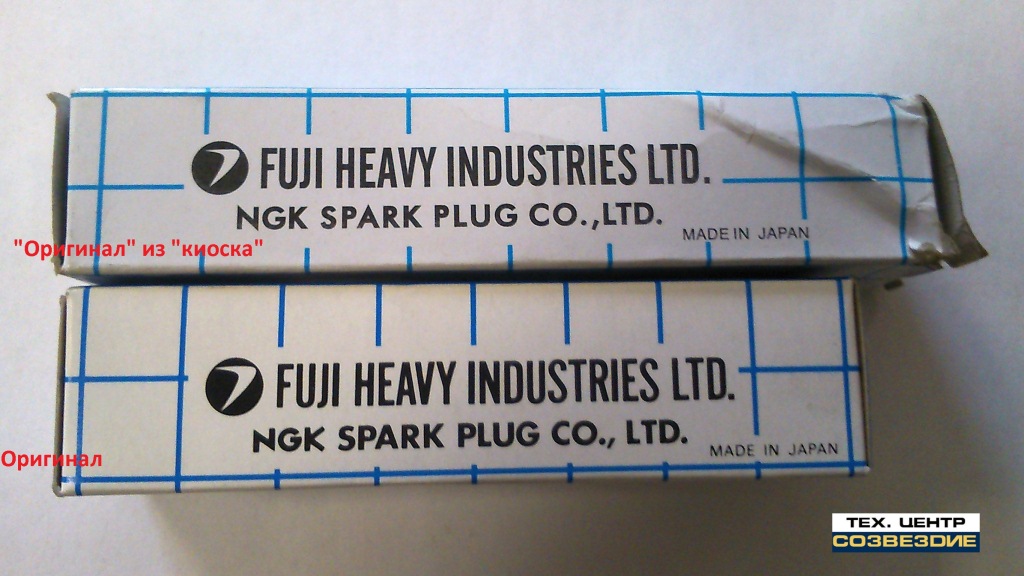 FUJI HEAVY INDUSTRIES LTD.
NGK SPARK PLUG CO.,LTD.
MADE IN JAPAN
"Оригинал" из "киоска"
FUJI HEAVY INDUSTRIES LTD.
NGK SPARK PLUG CO., LTD.
MADE IN JAPAN
Оригинал
ТЕХ. ЦЕНТР
СОЗВЕЗДИЕ